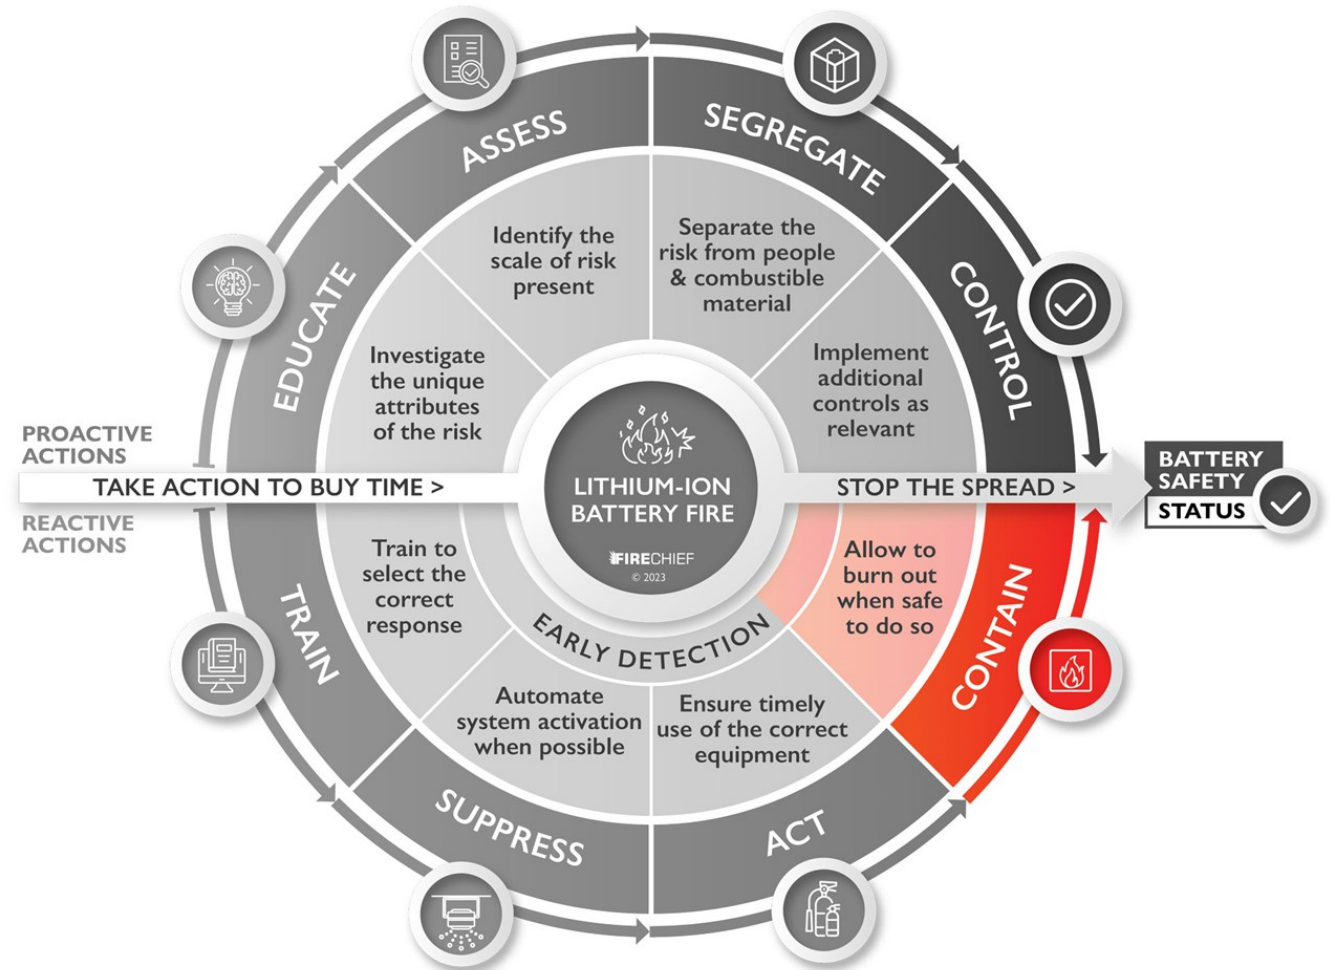 ASSESS
SEGREGATE
EDUCATE
CONTROL
Identify the
scale of risk
present
Separate the
risk from people
& combustible
material
Investigate
the unique
attributes
of the risk
Implement
additional
controls as
relevant
PROACTIVE
ACTIONS
TAKE ACTION TO BUY TIME >
LITHIUM-ION
BATTERY FIRE
FIRECHIEF
© 2023
STOP THE SPREAD >
BATTERY
SAFETY
STATUS
REACTIVE
ACTIONS
Train to
select the
correct
response
Allow to
burn out
when safe
to do so
EARLY DETECTION
TRAIN
CONTAIN
Automate
system activation
when possible
Ensure timely
use of the correct
equipment
SUPPRESS
ACT